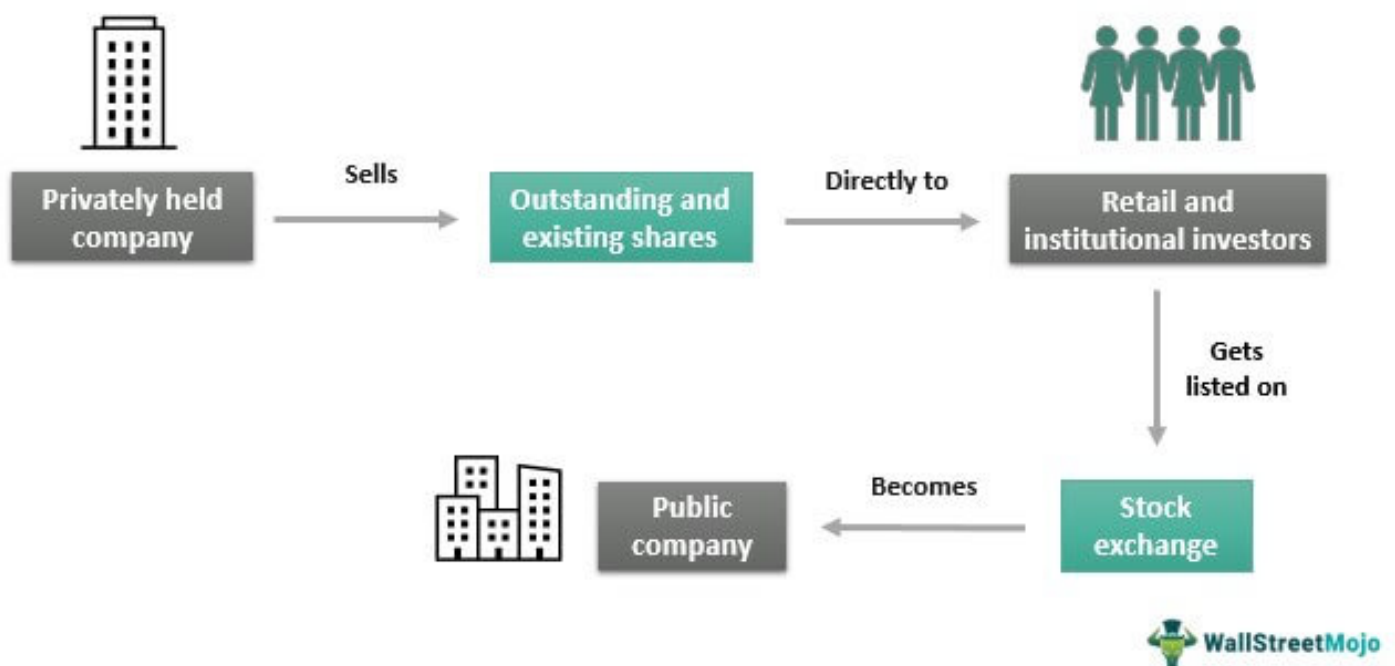 Privately held
company
Sells
Outstanding and
existing shares
Directly to
Retail and
institutional investors
Gets
listed on
Stock
exchange
Becomes
Public
company
WallStreetMojo